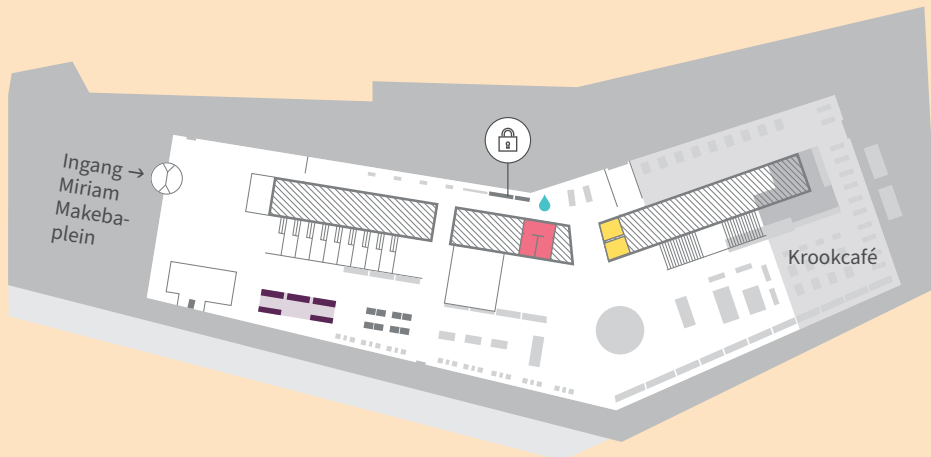 Ingang →
Miriam
Makeba-
plein
Krookcafé